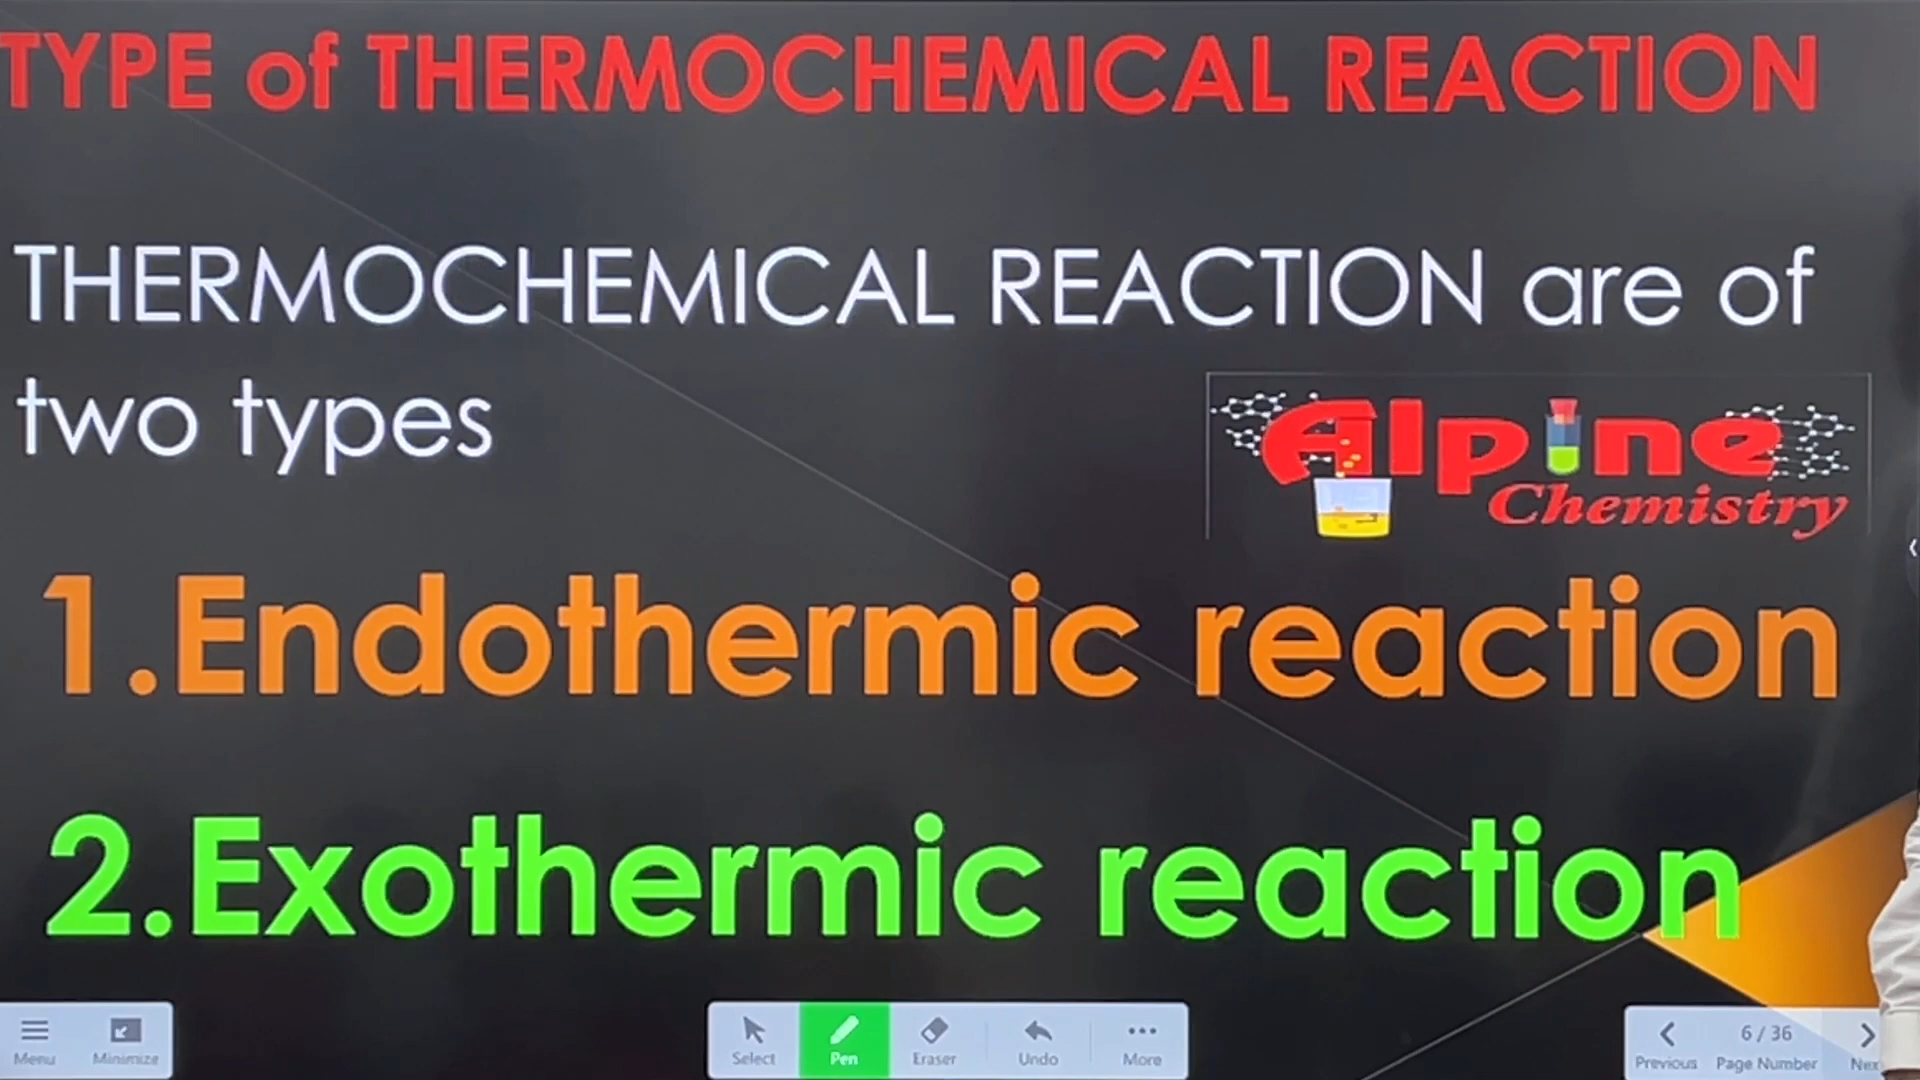 TYPE of THERMOCHEMICAL REACTION
THERMOCHEMICAL REACTION are of
two types
Alpine
Chemistry
1.Endothermic reaction
2.Exothermic reaction
Menu
Minimize
Select
Pen
Eraser
Undo
More
6 / 36
Previous
Page Number